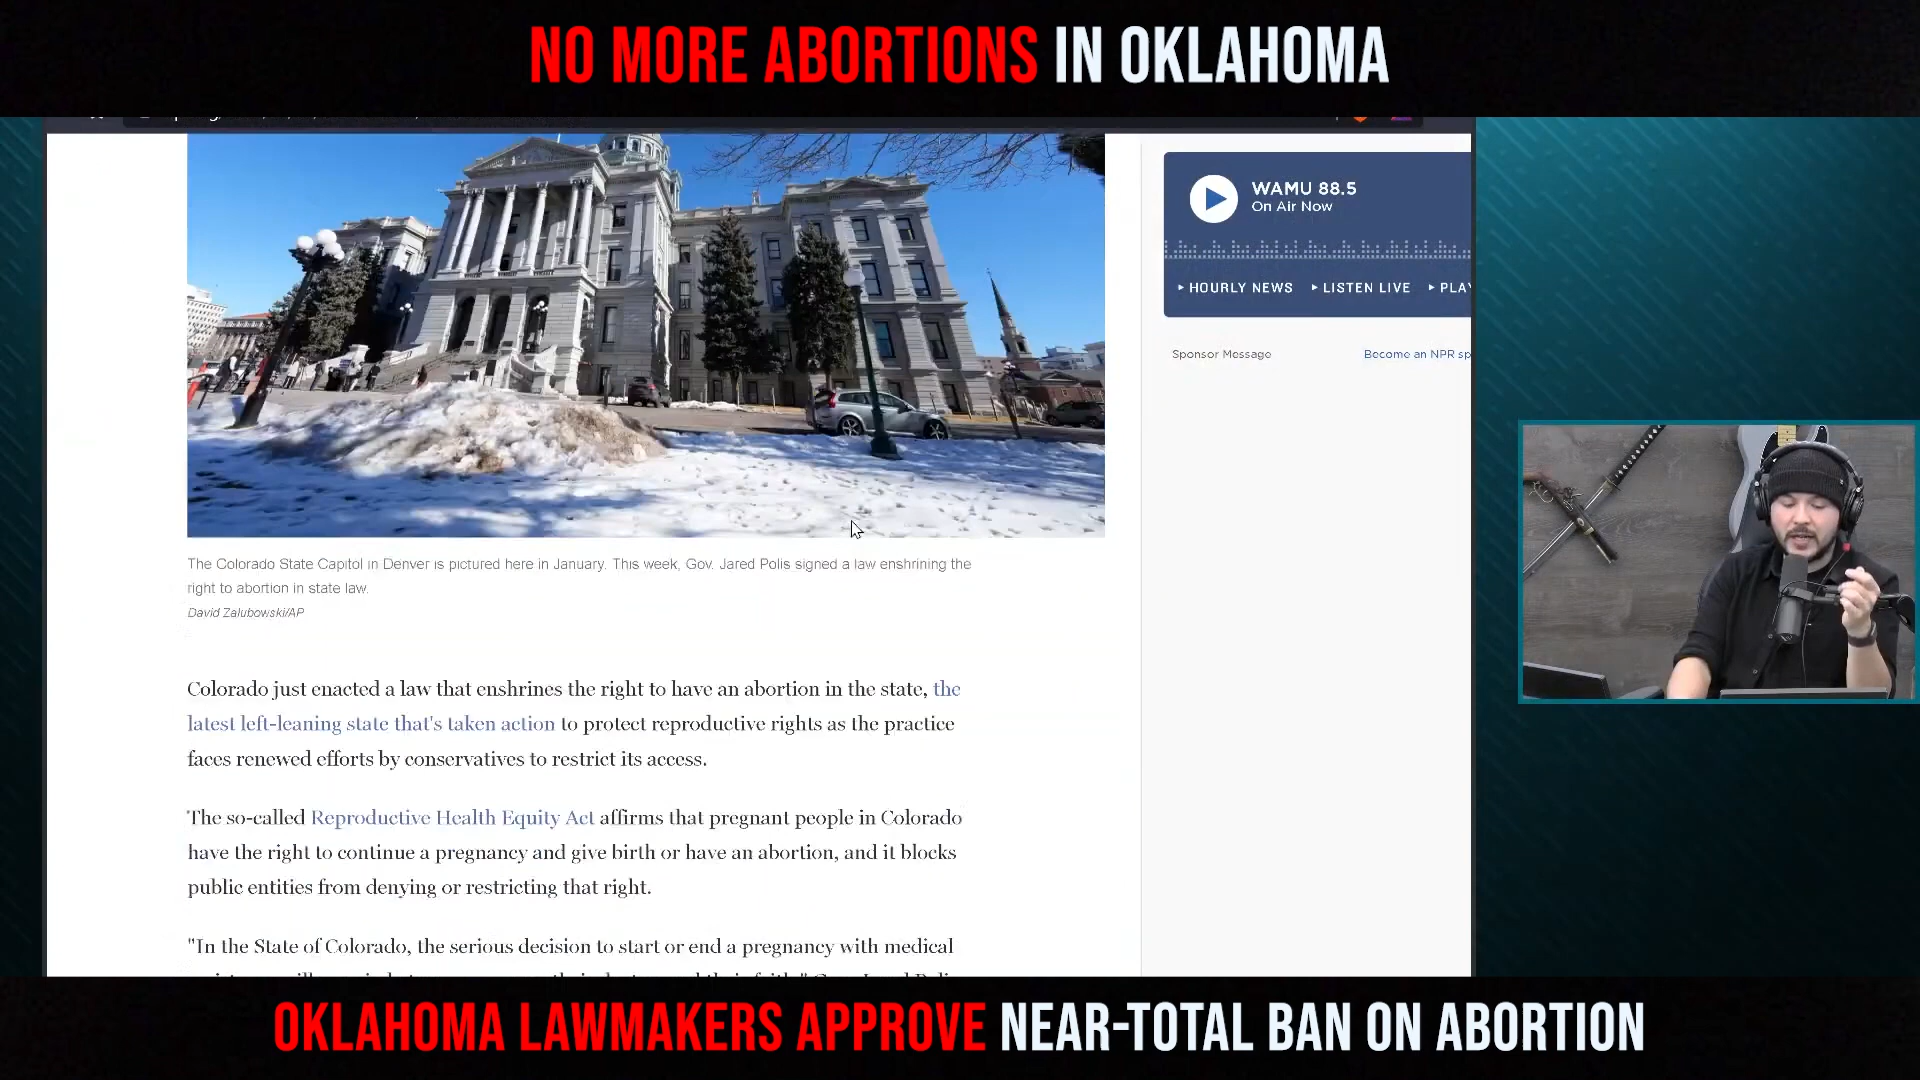 NO MORE ABORTIONS IN OKLAHOMA
WAMU 88.5
On Air Now
HOURLY NEWS LISTEN LIVE PLAY
Sponsor Message Become an NPR sp
The Colorado State Capitol in Denver is pictured here in January. This week, Gov. Jared Polis signed a law enshrining the
right to abortion in state law.
David Zalubowski/AP
Colorado just enacted a law that enshrines the right to have an abortion in the state, the
latest left-leaning state that's taken action to protect reproductive rights as the practice
faces renewed efforts by conservatives to restrict its access.
The so-called Reproductive Health Equity Act affirms that pregnant people in Colorado
have the right to continue a pregnancy and give birth or have an abortion, and it blocks
public entities from denying or restricting that right.
"In the State of Colorado, the serious decision to start or end a pregnancy with medical
OKLAHOMA LAWMAKERS APPROVE NEAR-TOTAL BAN ON ABORTION